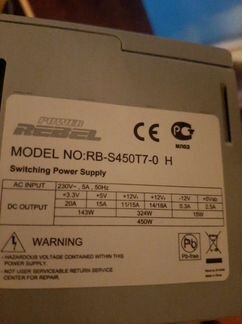 POWER
REBEL
CE
МЛ03
MODEL NO:RB-S450T7-0 H
Switching Power Supply
AC INPUT 230V~, 5A, 50Hz
DC OUTPUT +3.3V +5V +12V1 +12V2 -12V +5VSB
20A 15A 11/15A 14/18A 0.3A 2.5A
143W 324W 15W
450W
WARNING
- HAZARDOUS VOLTAGE CONTAINED WITHIN THIS
POWER SUPPLY.
- NOT USER SERVICEABLE. RETURN TO SERVICE
CENTER FOR REPAIR.
Pb
Pb-free